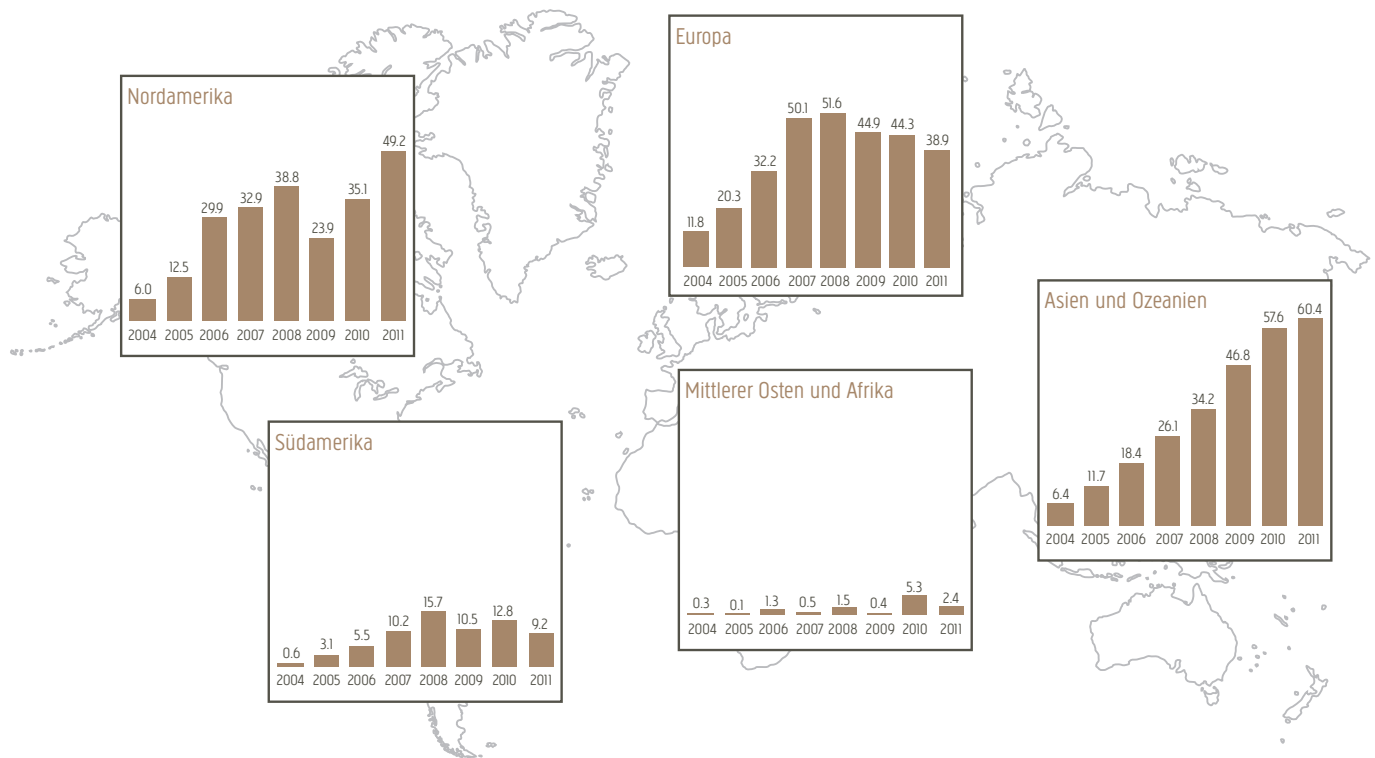 Nordamerika
6.0 12.5 29.9 32.9 38.8 23.9 35.1 49.2
2004 2005 2006 2007 2008 2009 2010 2011
Europa
11.8 20.3 32.2 50.1 51.6 44.9 44.3 38.9
2004 2005 2006 2007 2008 2009 2010 2011
Asien und Ozeanien
6.4 11.7 18.4 26.1 34.2 46.8 57.6 60.4
2004 2005 2006 2007 2008 2009 2010 2011
Südamerika
0.6 3.1 5.5 10.2 15.7 10.5 12.8 9.2
2004 2005 2006 2007 2008 2009 2010 2011
Mittlerer Osten und Afrika
0.3 0.1 1.3 0.5 1.5 0.4 5.3 2.4
2004 2005 2006 2007 2008 2009 2010 2011